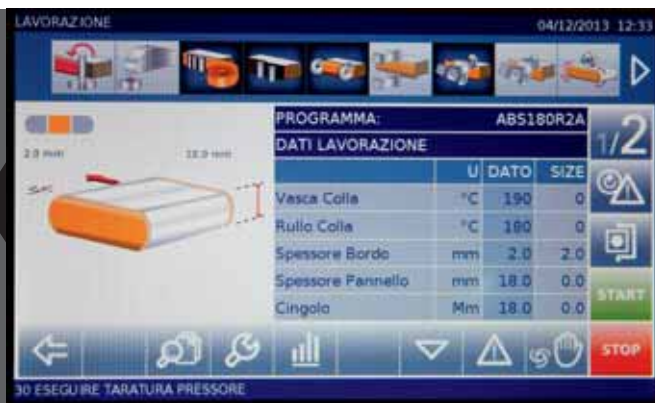 LAVORAZIONE 04/12/2013 12:33
PROGRAMMA: ABS180R2A
DATI LAVORAZIONE
1/2
2.0 mm 18.0 mm
U DATO SIZE
Vasca Colla °C 190 0
Rullo Colla °C 180 0
Spessore Bordo mm 2.0 2.0
Spessore Pannello mm 18.0 0.0
Cingolo Mm 18.0 0.0
START
STOP
30 ESEGUIRE TARATURA PRESSORE